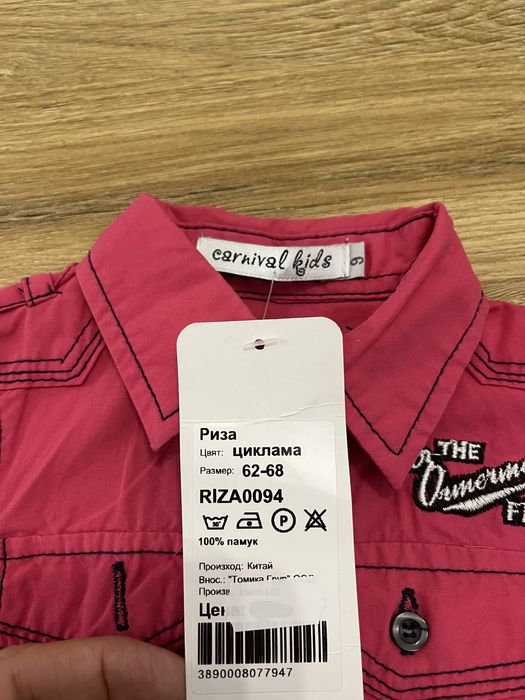 carnival kids
6
Риза
Цвят: циклама
Размер: 62-68
RIZA0094
P
100% памук
Произход: Китай
Внос.: "Томика Груп" ООД
Цена:
3890008077947
THE